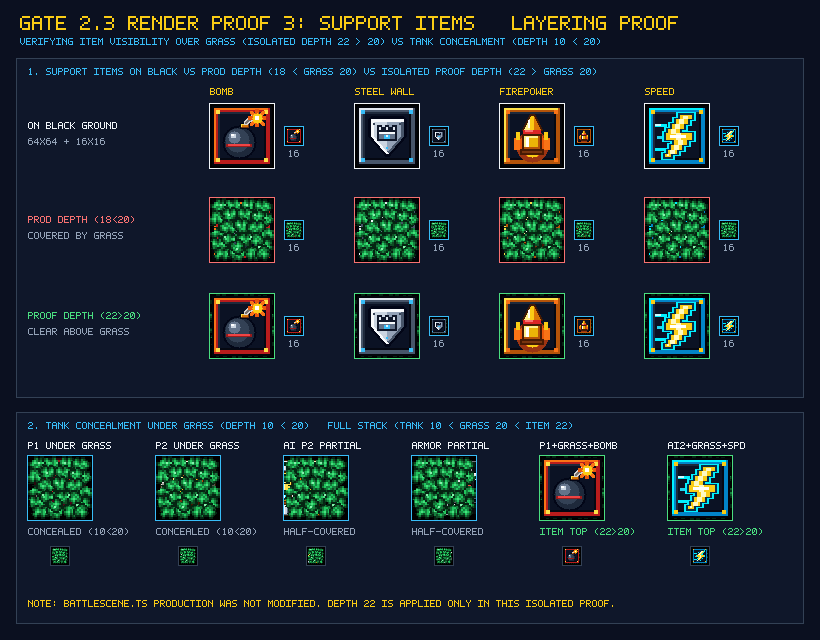 GATE 2.3 RENDER PROOF 3: SUPPORT ITEMS LAYERING PROOF
VERIFYING ITEM VISIBILITY OVER GRASS (ISOLATED DEPTH 22 > 20) VS TANK CONCEALMENT (DEPTH 10 < 20)
1. SUPPORT ITEMS ON BLACK VS PROD DEPTH (18 < GRASS 20) VS ISOLATED PROOF DEPTH (22 > GRASS 20)
BOMB STEEL WALL FIREPOWER SPEED
ON BLACK GROUND
64X64 + 16X16
16 16 16 16
PROD DEPTH (18<20)
COVERED BY GRASS
16 16 16 16
PROOF DEPTH (22>20)
CLEAR ABOVE GRASS
16 16 16 16
2. TANK CONCEALMENT UNDER GRASS (DEPTH 10 < 20) FULL STACK (TANK 10 < GRASS 20 < ITEM 22)
P1 UNDER GRASS P2 UNDER GRASS AI P2 PARTIAL ARMOR PARTIAL P1+GRASS+BOMB AI2+GRASS+SPD
CONCEALED (10<20) CONCEALED (10<20) HALF-COVERED HALF-COVERED ITEM TOP (22>20) ITEM TOP (22>20)
NOTE: BATTLESCENE.TS PRODUCTION WAS NOT MODIFIED. DEPTH 22 IS APPLIED ONLY IN THIS ISOLATED PROOF.